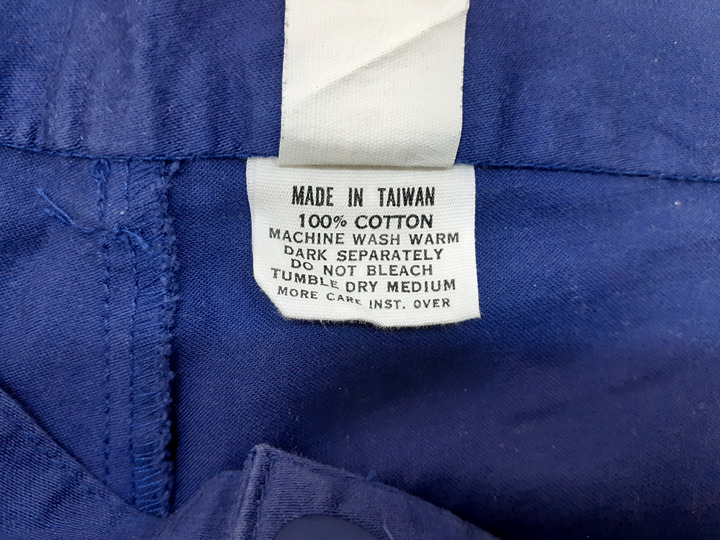 MADE IN TAIWAN
100% COTTON
MACHINE WASH WARM
DARK SEPARATELY
DO NOT BLEACH
TUMBLE DRY MEDIUM
MORE CARE INST. OVER